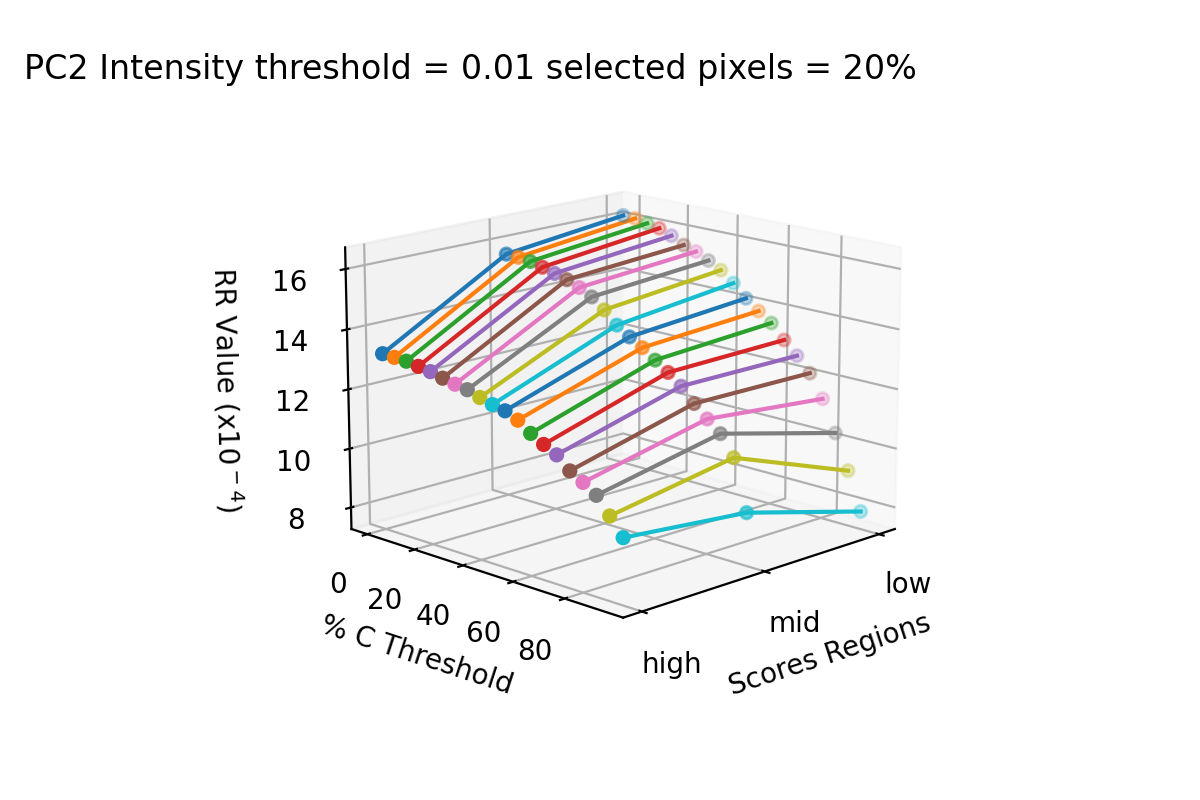 PC2 Intensity threshold = 0.01 selected pixels = 20%
RR Value (x10⁻⁴)
16
14
12
10
8
0
20
40
60
80
% C Threshold
high
mid
low
Scores Regions